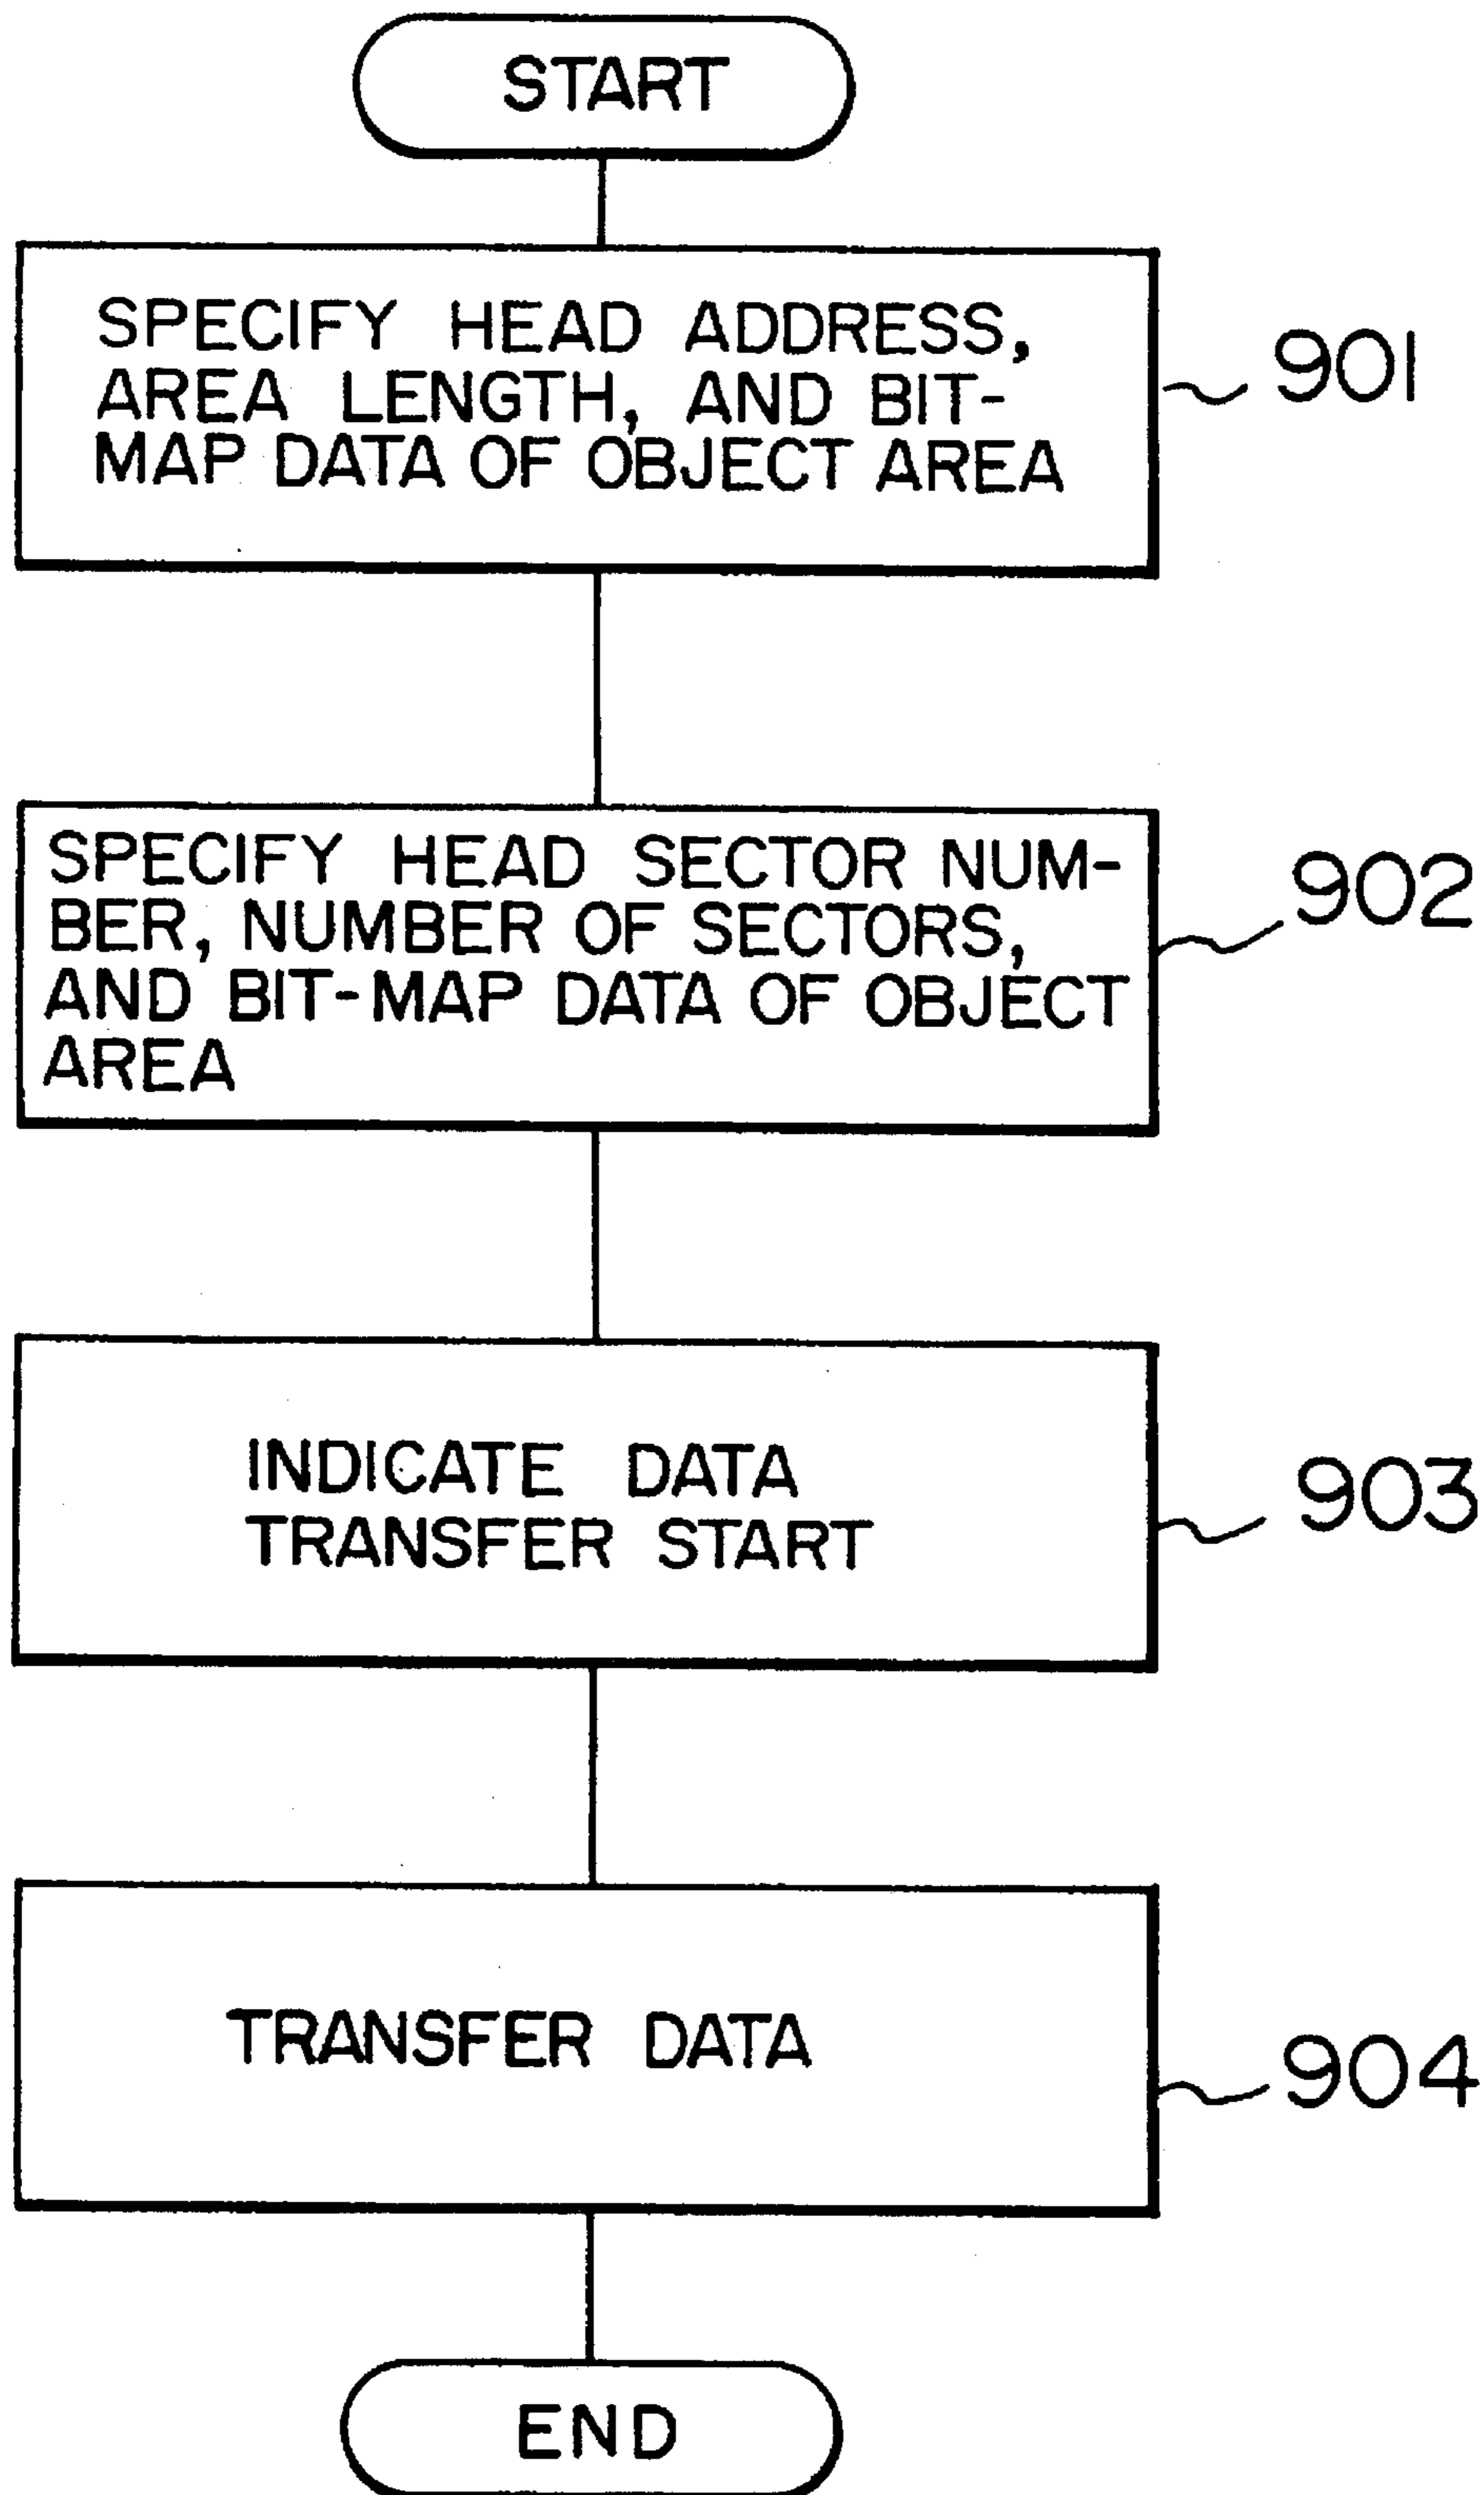 START
SPECIFY HEAD ADDRESS,
AREA LENGTH, AND BIT-
MAP DATA OF OBJECT AREA
901
SPECIFY HEAD SECTOR NUM-
BER, NUMBER OF SECTORS,
AND BIT-MAP DATA OF OBJECT
AREA
902
INDICATE DATA
TRANSFER START
903
TRANSFER DATA
904
END